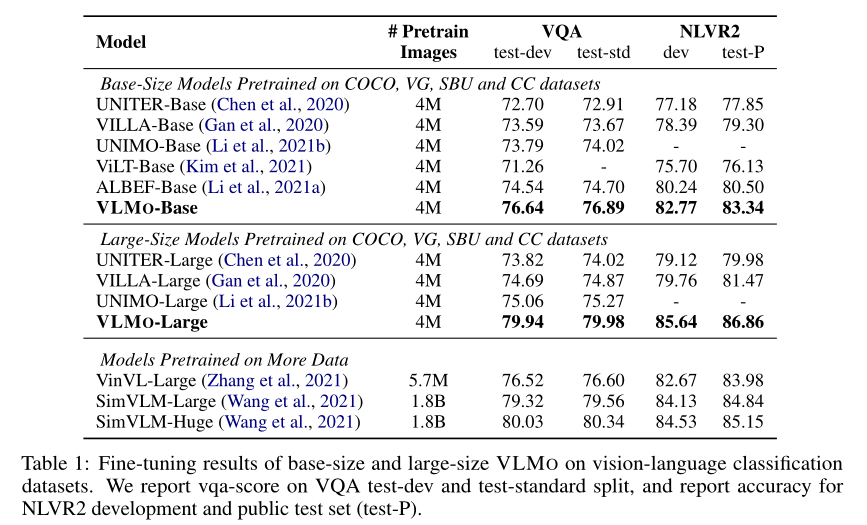 Model # Pretrain Images VQA NLVR2
test-dev test-std dev test-P
Base-Size Models Pretrained on COCO, VG, SBU and CC datasets
UNITER-Base (Chen et al., 2020) 4M 72.70 72.91 77.18 77.85
VILLA-Base (Gan et al., 2020) 4M 73.59 73.67 78.39 79.30
UNIMO-Base (Li et al., 2021b) 4M 73.79 74.02 - -
ViLT-Base (Kim et al., 2021) 4M 71.26 - 75.70 76.13
ALBEF-Base (Li et al., 2021a) 4M 74.54 74.70 80.24 80.50
VLMO-Base 4M 76.64 76.89 82.77 83.34
Large-Size Models Pretrained on COCO, VG, SBU and CC datasets
UNITER-Large (Chen et al., 2020) 4M 73.82 74.02 79.12 79.98
VILLA-Large (Gan et al., 2020) 4M 74.69 74.87 79.76 81.47
UNIMO-Large (Li et al., 2021b) 4M 75.06 75.27 - -
VLMO-Large 4M 79.94 79.98 85.64 86.86
Models Pretrained on More Data
VinVL-Large (Zhang et al., 2021) 5.7M 76.52 76.60 82.67 83.98
SimVLM-Large (Wang et al., 2021) 1.8B 79.32 79.56 84.13 84.84
SimVLM-Huge (Wang et al., 2021) 1.8B 80.03 80.34 84.53 85.15
Table 1: Fine-tuning results of base-size and large-size VLMO on vision-language classification
datasets. We report vqa-score on VQA test-dev and test-standard split, and report accuracy for
NLVR2 development and public test set (test-P).